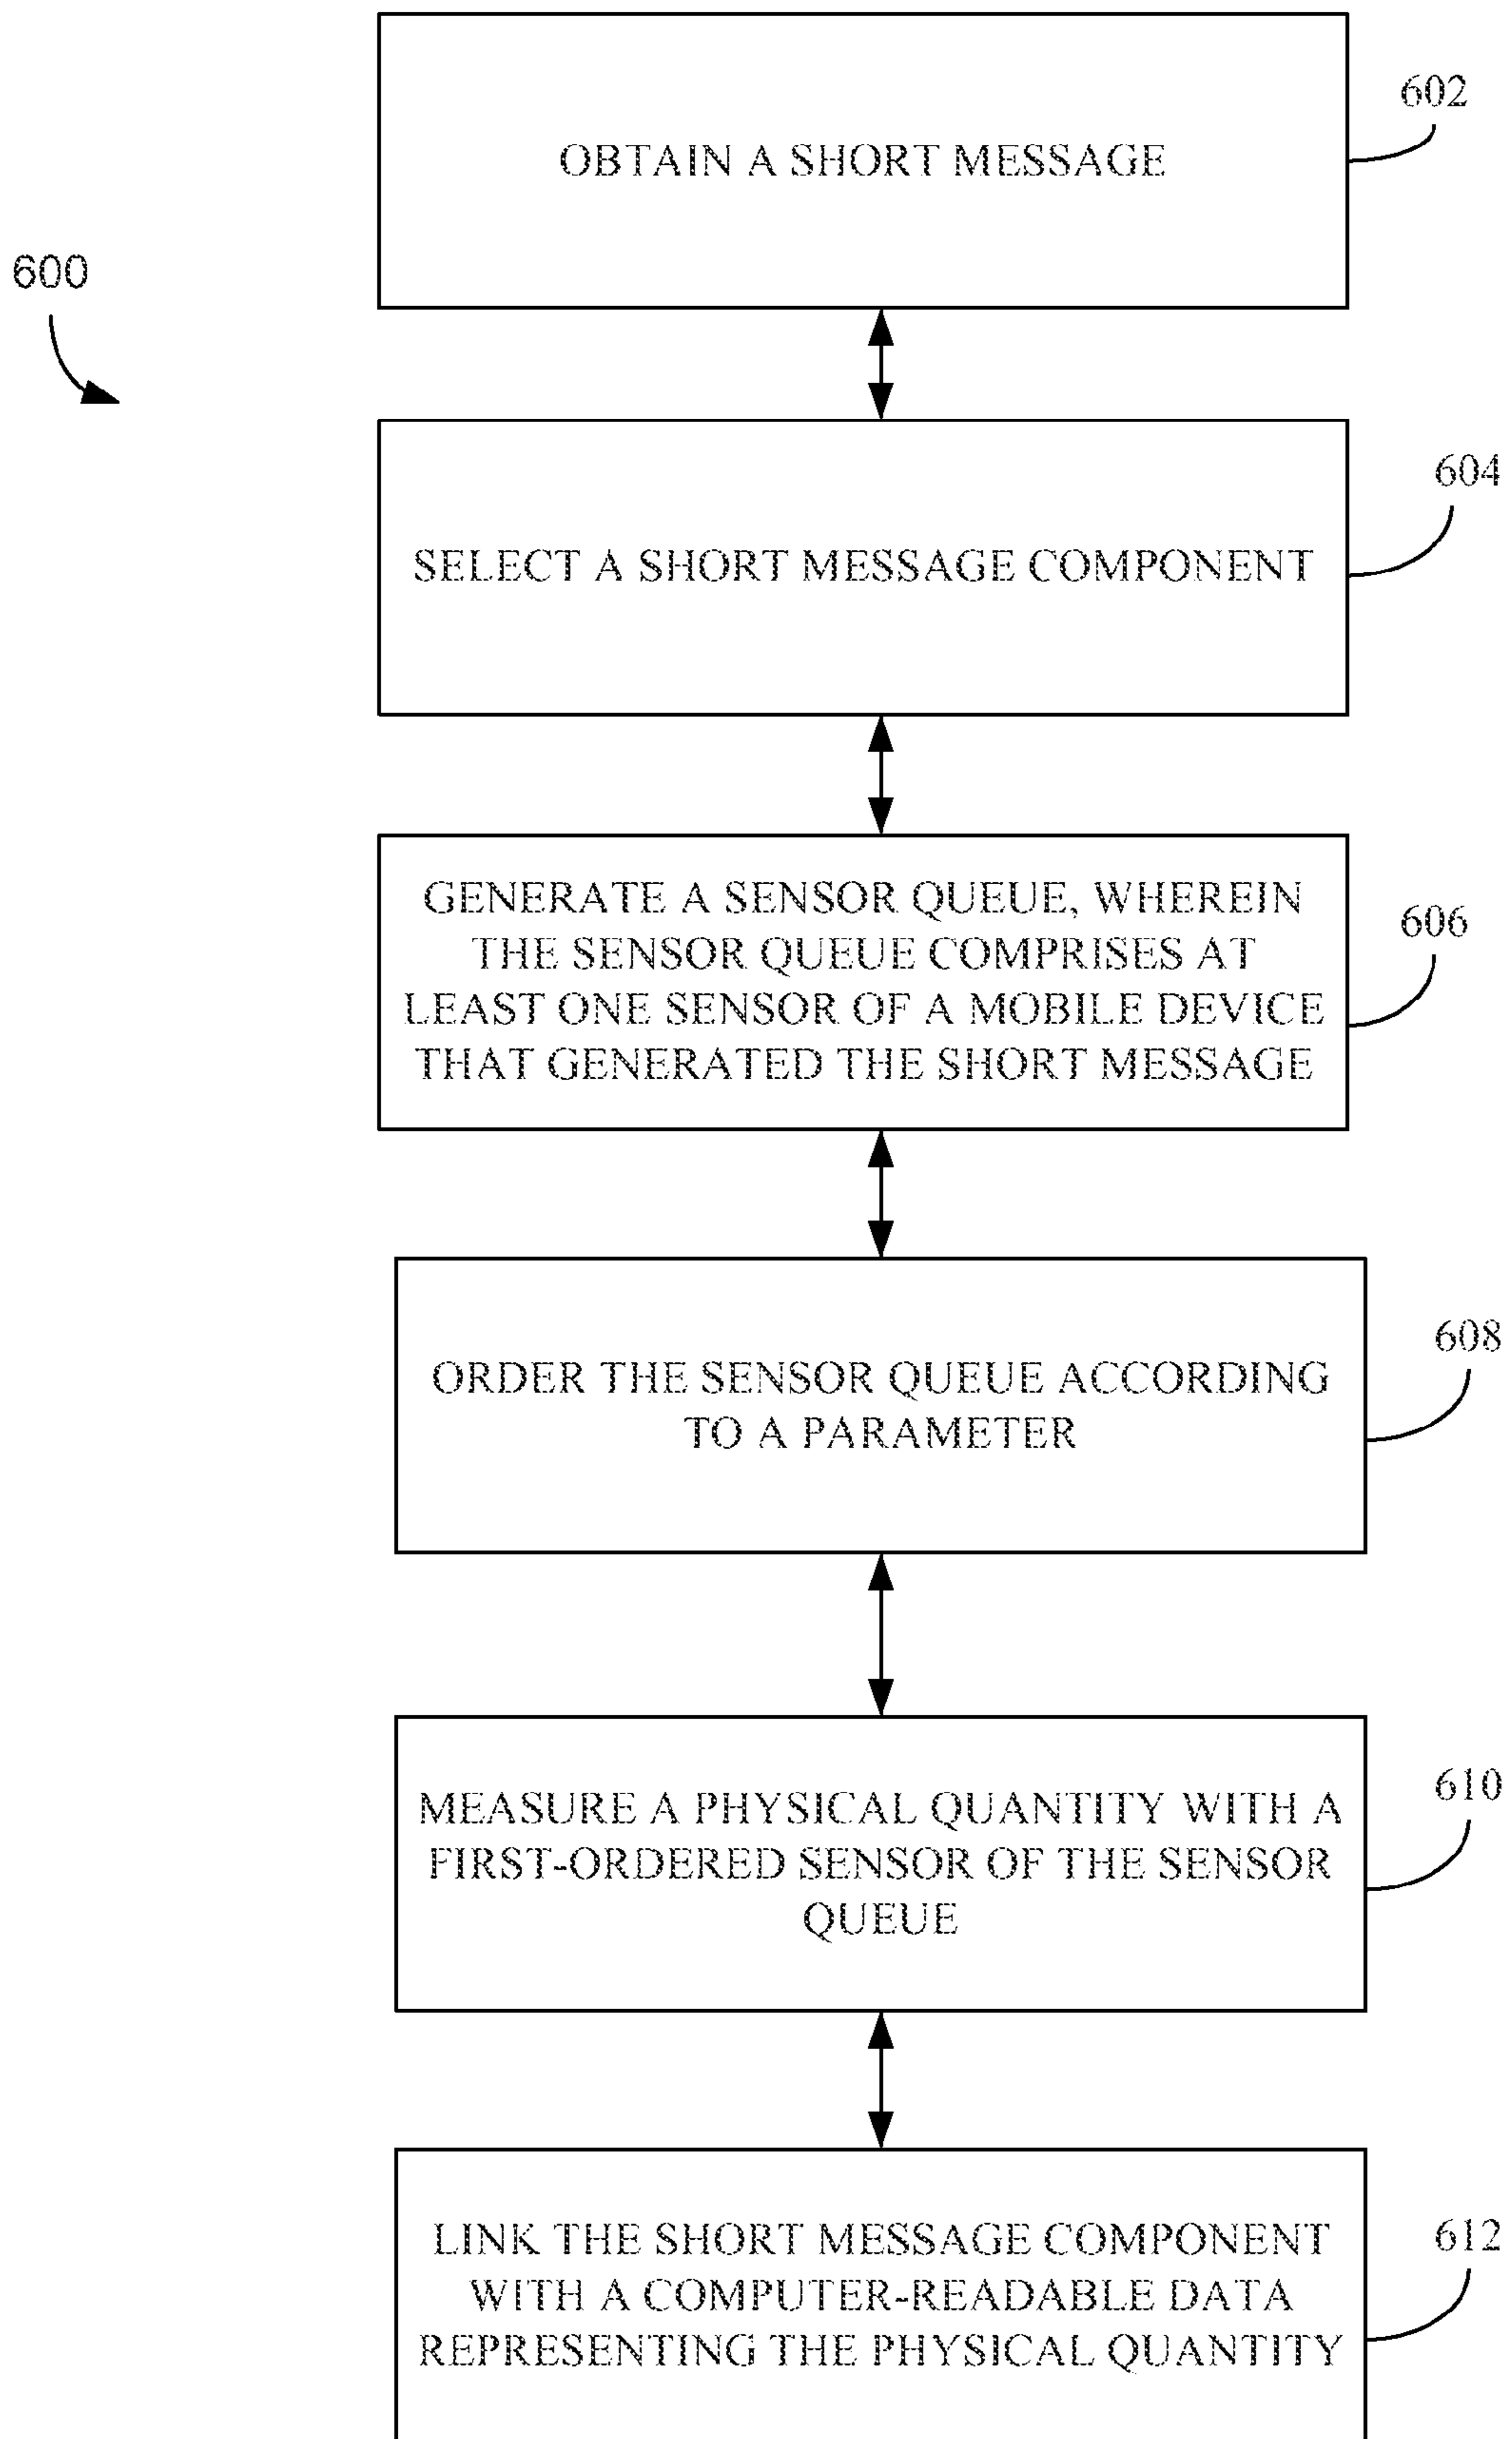 602
OBTAIN A SHORT MESSAGE
600
604
SELECT A SHORT MESSAGE COMPONENT
GENERATE A SENSOR QUEUE, WHEREIN
THE SENSOR QUEUE COMPRISES AT
LEAST ONE SENSOR OF A MOBILE DEVICE
THAT GENERATED THE SHORT MESSAGE
606
608
ORDER THE SENSOR QUEUE ACCORDING
TO A PARAMETER
610
MEASURE A PHYSICAL QUANTITY WITH A
FIRST-ORDERED SENSOR OF THE SENSOR
QUEUE
612
LINK THE SHORT MESSAGE COMPONENT
WITH A COMPUTER-READABLE DATA
REPRESENTING THE PHYSICAL QUANTITY